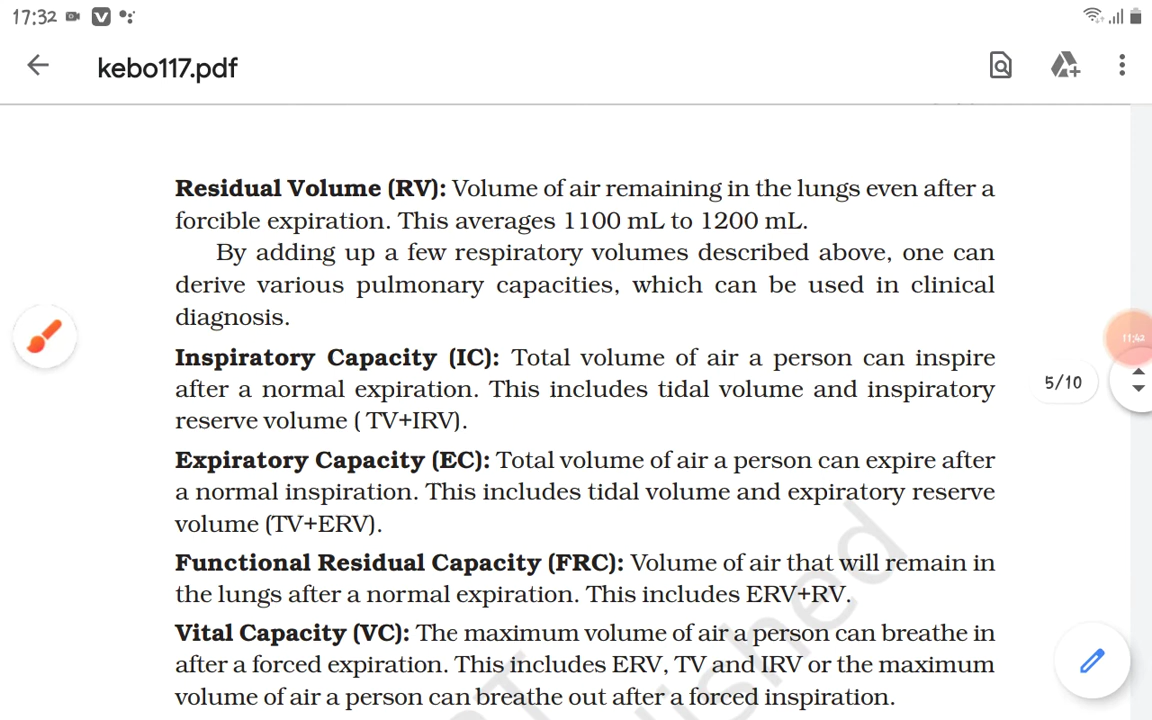 17:32
kebo117.pdf
Residual Volume (RV): Volume of air remaining in the lungs even after a
forcible expiration. This averages 1100 mL to 1200 mL.
By adding up a few respiratory volumes described above, one can
derive various pulmonary capacities, which can be used in clinical
diagnosis.
Inspiratory Capacity (IC): Total volume of air a person can inspire
after a normal expiration. This includes tidal volume and inspiratory
reserve volume ( TV+IRV).
Expiratory Capacity (EC): Total volume of air a person can expire after
a normal inspiration. This includes tidal volume and expiratory reserve
volume (TV+ERV).
Functional Residual Capacity (FRC): Volume of air that will remain in
the lungs after a normal expiration. This includes ERV+RV.
Vital Capacity (VC): The maximum volume of air a person can breathe in
after a forced expiration. This includes ERV, TV and IRV or the maximum
volume of air a person can breathe out after a forced inspiration.
11:42
5/10